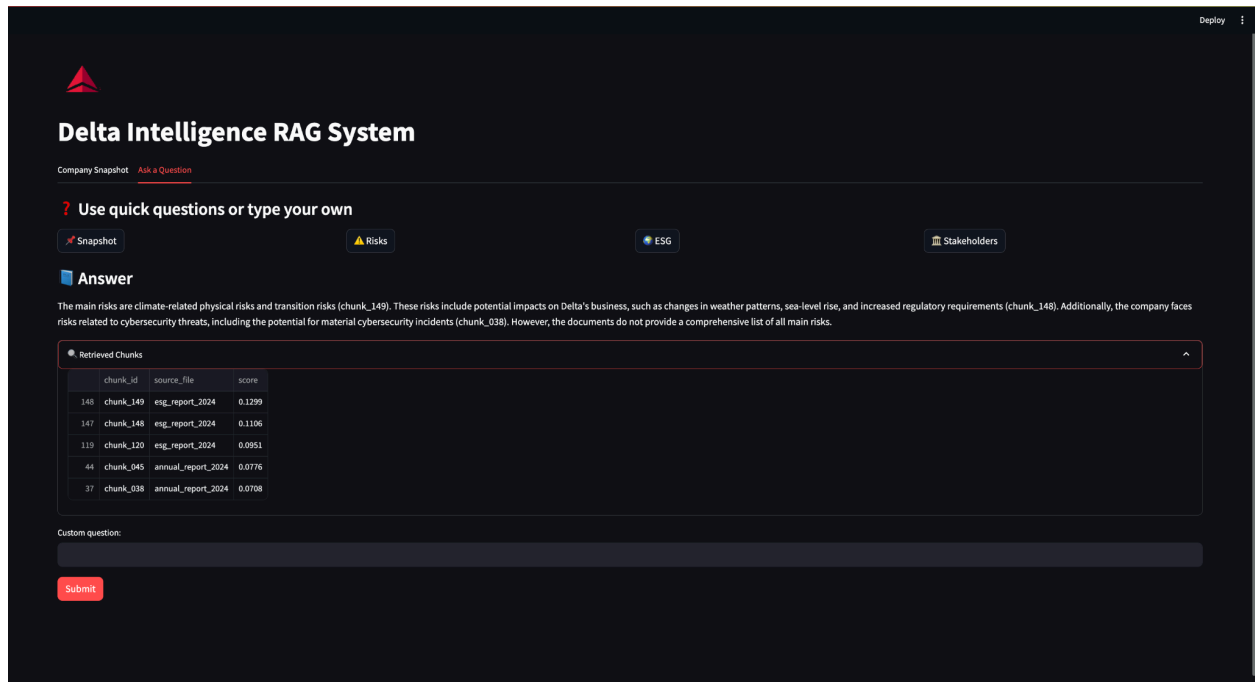 Deploy
Delta Intelligence RAG System
Company Snapshot Ask a Question
❓ Use quick questions or type your own
📌 Snapshot ⚠️ Risks 🌍 ESG 🏛️ Stakeholders
📘 Answer
The main risks are climate-related physical risks and transition risks (chunk_149). These risks include potential impacts on Delta's business, such as changes in weather patterns, sea-level rise, and increased regulatory requirements (chunk_148). Additionally, the company faces
risks related to cybersecurity threats, including the potential for material cybersecurity incidents (chunk_038). However, the documents do not provide a comprehensive list of all main risks.
🔍 Retrieved Chunks
chunk_id source_file score
148 chunk_149 esg_report_2024 0.1299
147 chunk_148 esg_report_2024 0.1106
119 chunk_120 esg_report_2024 0.0951
44 chunk_045 annual_report_2024 0.0776
37 chunk_038 annual_report_2024 0.0708
Custom question:
Submit